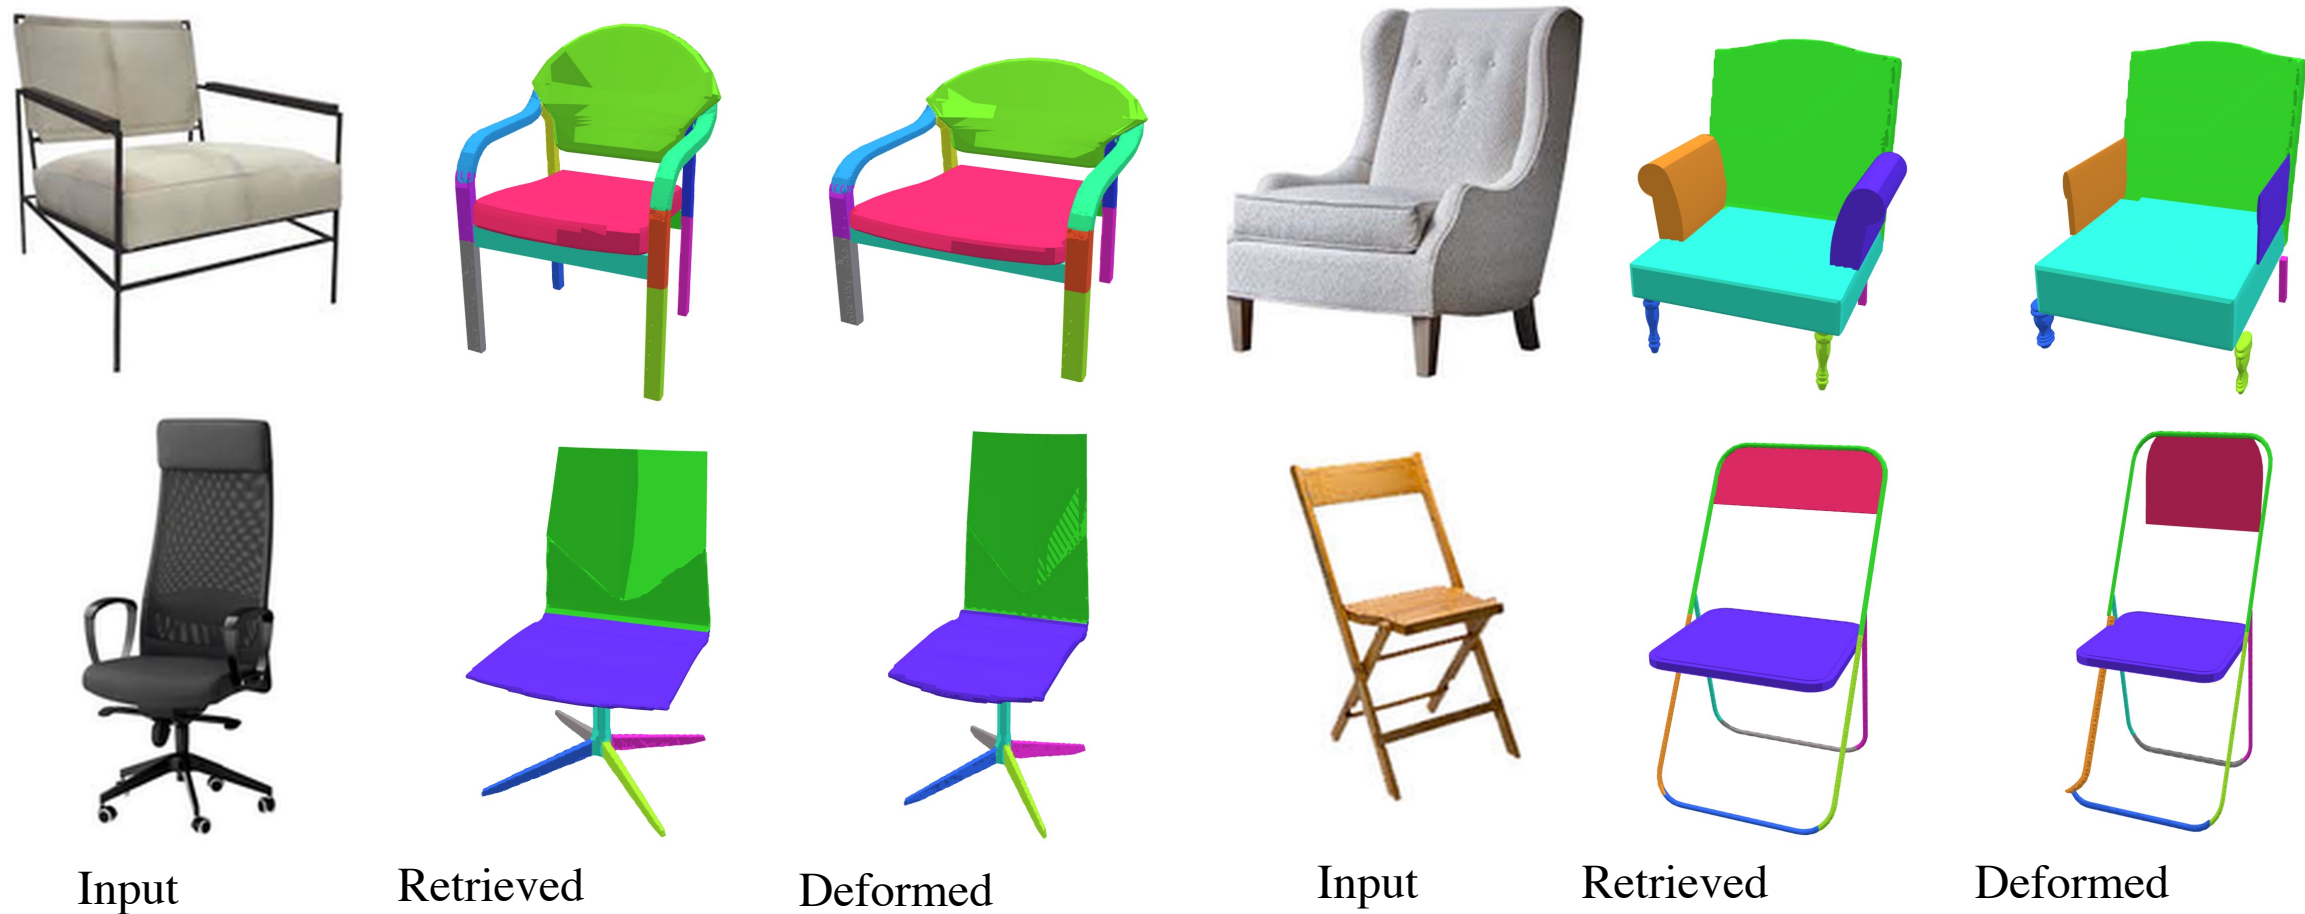 Input
Retrieved
Deformed
Input
Retrieved
Deformed